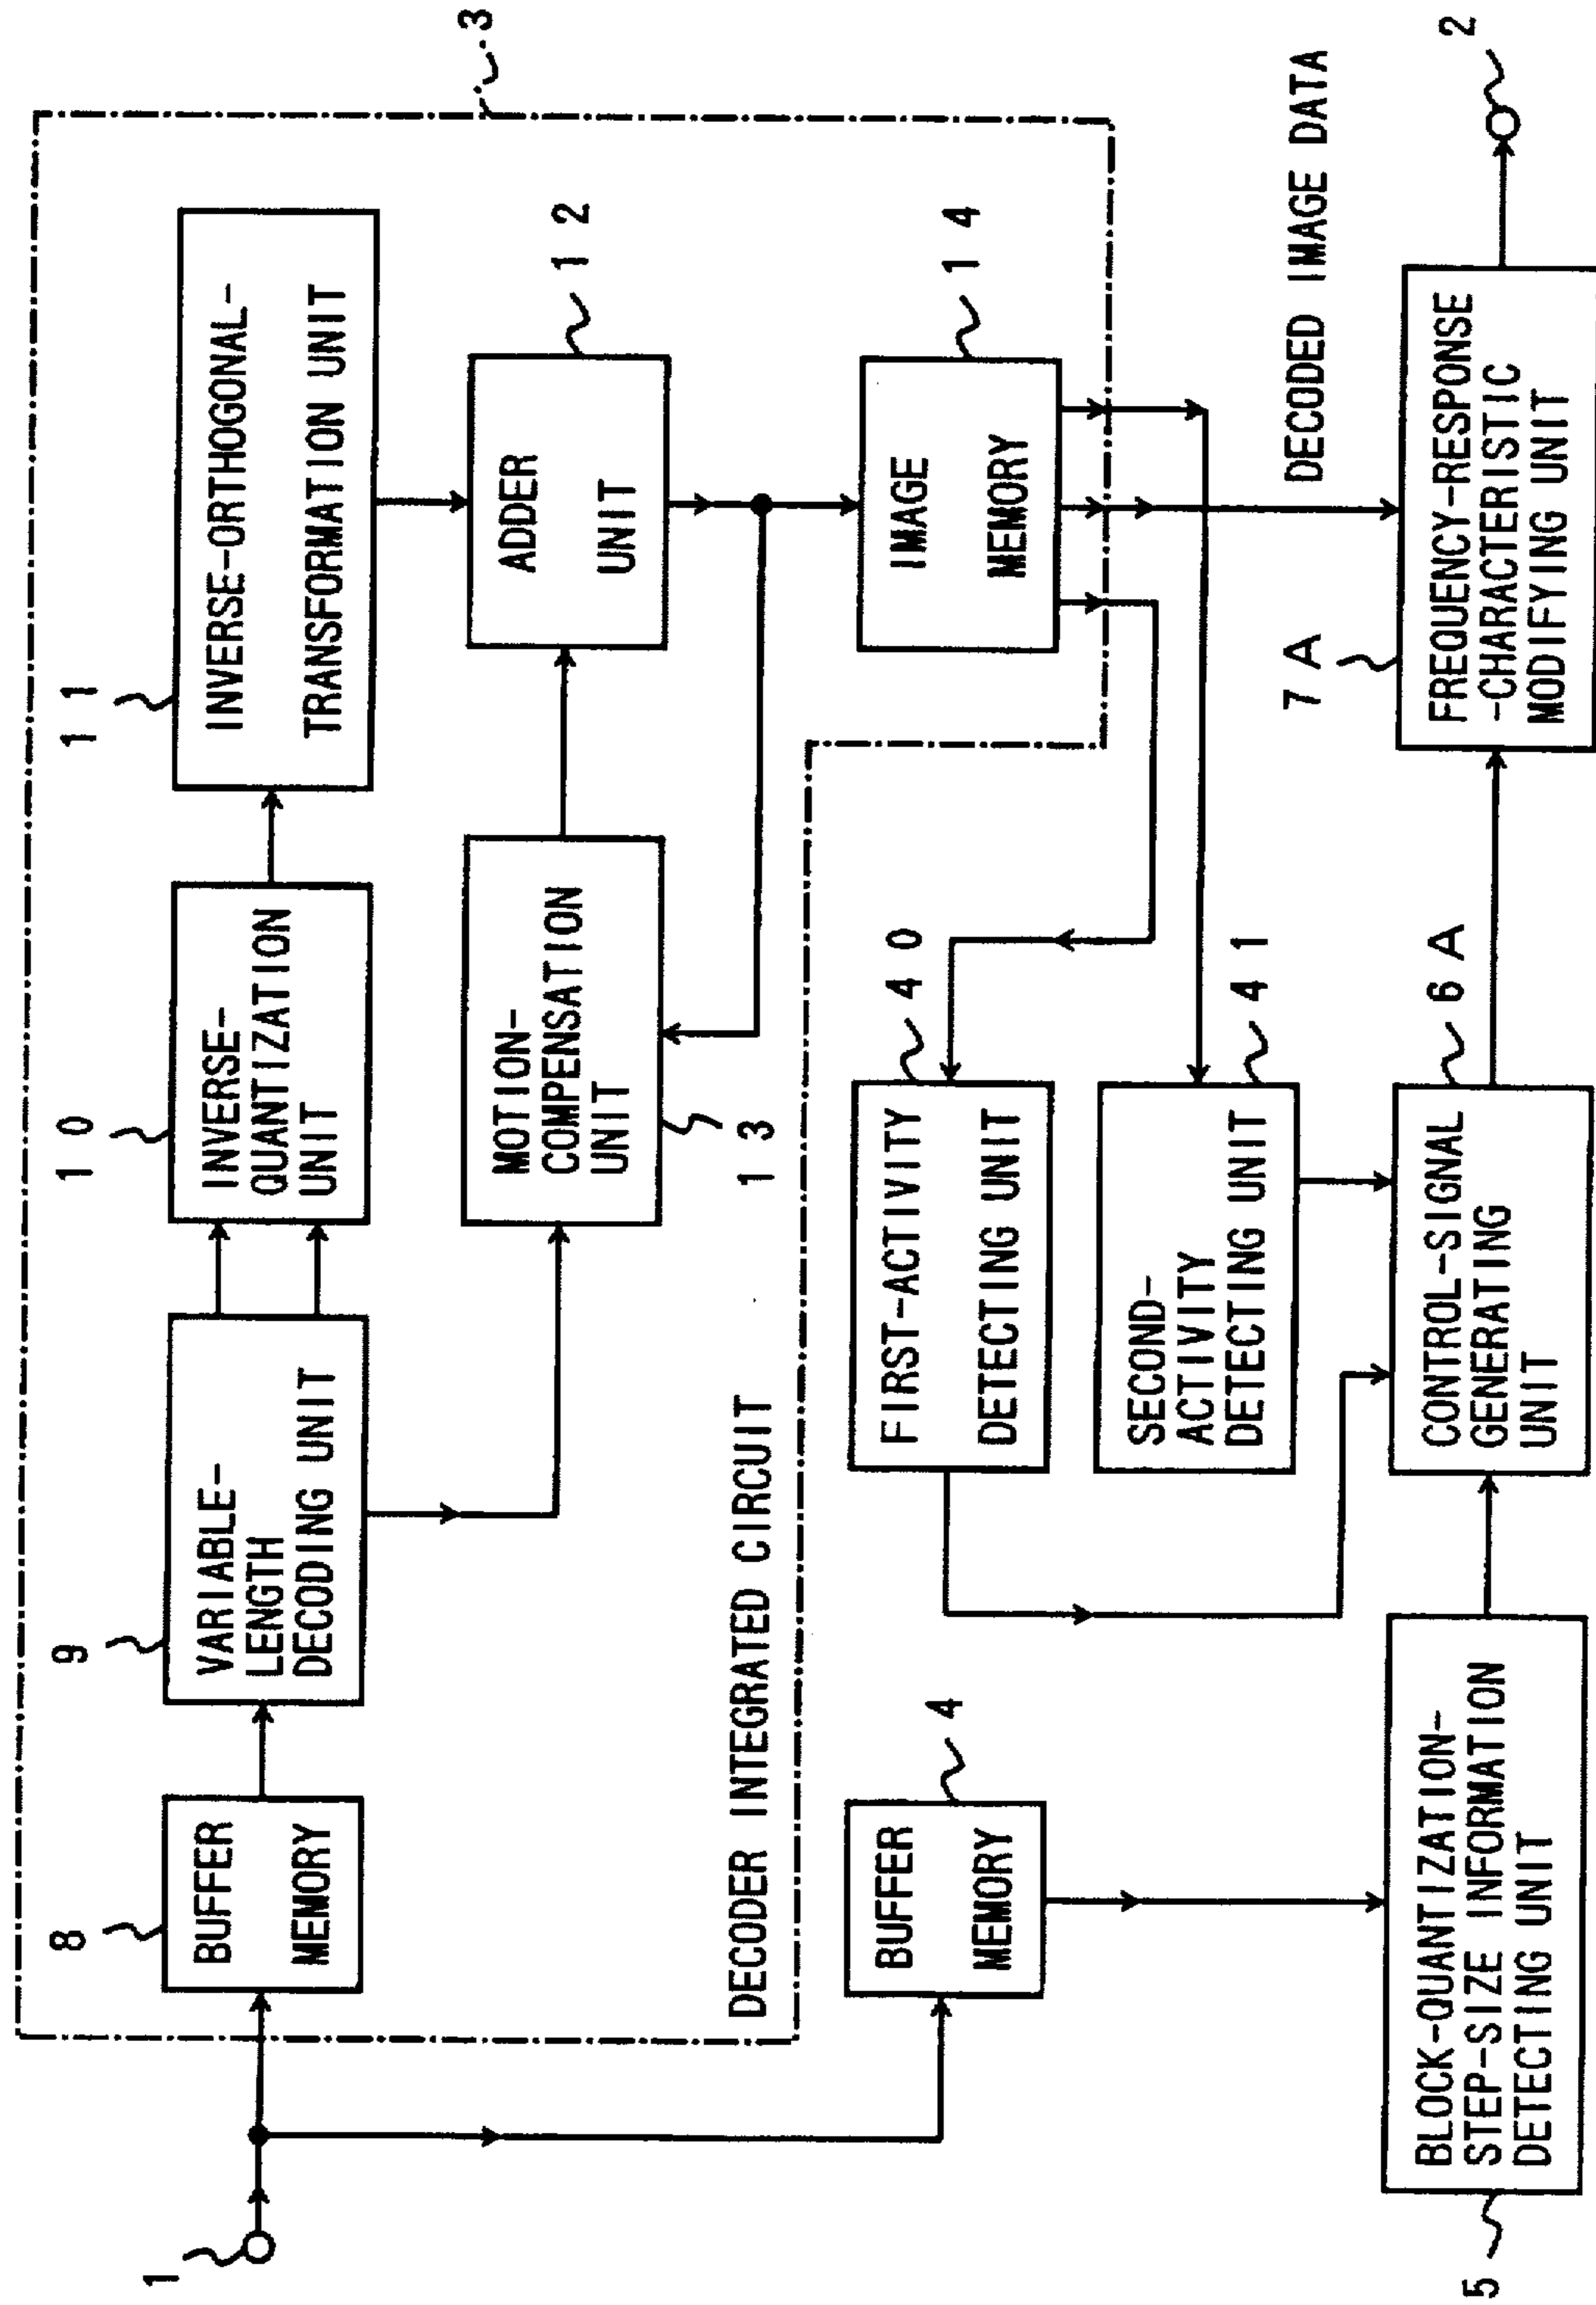 3
11
INVERSE-ORTHOGONAL-
TRANSFORMATION UNIT
10
INVERSE-
QUANTIZATION
UNIT
9
VARIABLE-
LENGTH
DECODING UNIT
8
BUFFER
MEMORY
1
12
ADDER
UNIT
MOTION-
COMPENSATION
UNIT
13
14
IMAGE
MEMORY
DECODER INTEGRATED CIRCUIT
40
FIRST-ACTIVITY
DETECTING UNIT
41
SECOND-
ACTIVITY
DETECTING UNIT
4
BUFFER
MEMORY
5
BLOCK-QUANTIZATION-
STEP-SIZE INFORMATION
DETECTING UNIT
6A
CONTROL-SIGNAL
GENERATING
UNIT
7A
FREQUENCY-RESPONSE
-CHARACTERISTIC
MODIFYING UNIT
DECODED IMAGE DATA
2